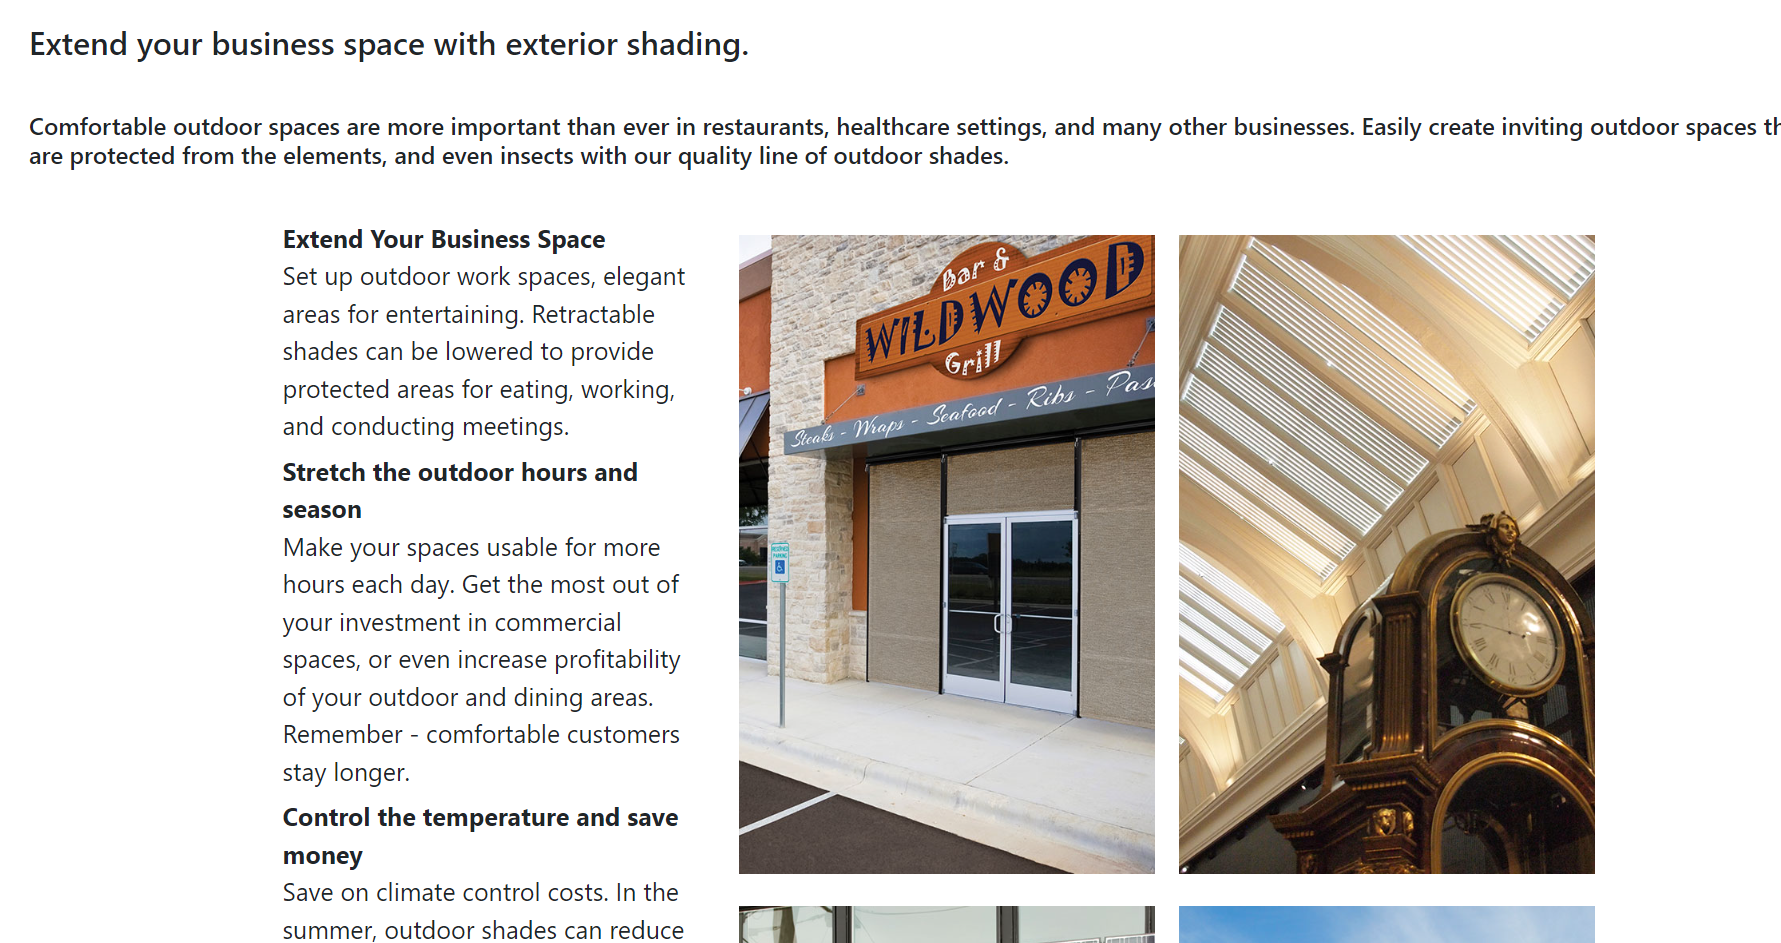 Extend your business space with exterior shading.
Comfortable outdoor spaces are more important than ever in restaurants, healthcare settings, and many other businesses. Easily create inviting outdoor spaces
are protected from the elements, and even insects with our quality line of outdoor shades.
Extend Your Business Space
Set up outdoor work spaces, elegant
areas for entertaining. Retractable
shades can be lowered to provide
protected areas for eating, working,
and conducting meetings.
Stretch the outdoor hours and
season
Make your spaces usable for more
hours each day. Get the most out of
your investment in commercial
spaces, or even increase profitability
of your outdoor and dining areas.
Remember - comfortable customers
stay longer.
Control the temperature and save
money
Save on climate control costs. In the
summer, outdoor shades can reduce
Bar &
WILDWOOD
Grill
Steaks - Wraps - Seafood - Ribs -
RESERVED
PARKING